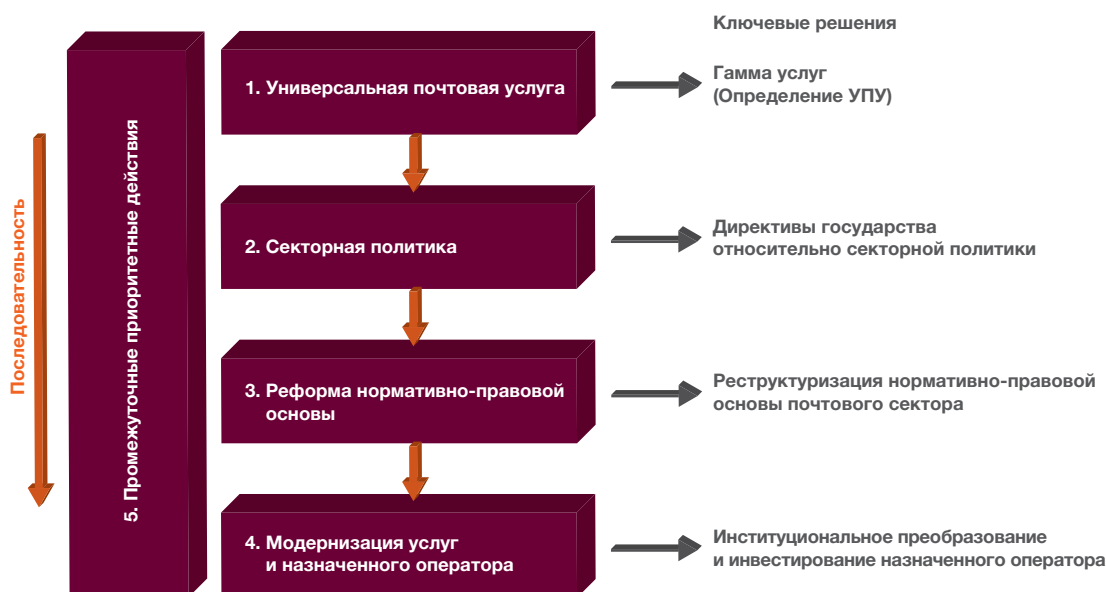 Ключевые решения
1. Универсальная почтовая услуга
Гамма услуг
(Определение УПУ)
2. Секторная политика
Директивы государства
относительно секторной политики
3. Реформа нормативно-правовой
основы
Реструктуризация нормативно-правовой
основы почтового сектора
4. Модернизация услуг
и назначенного оператора
Институциональное преобразование
и инвестирование назначенного оператора
5. Промежуточные приоритетные действия
Последовательность